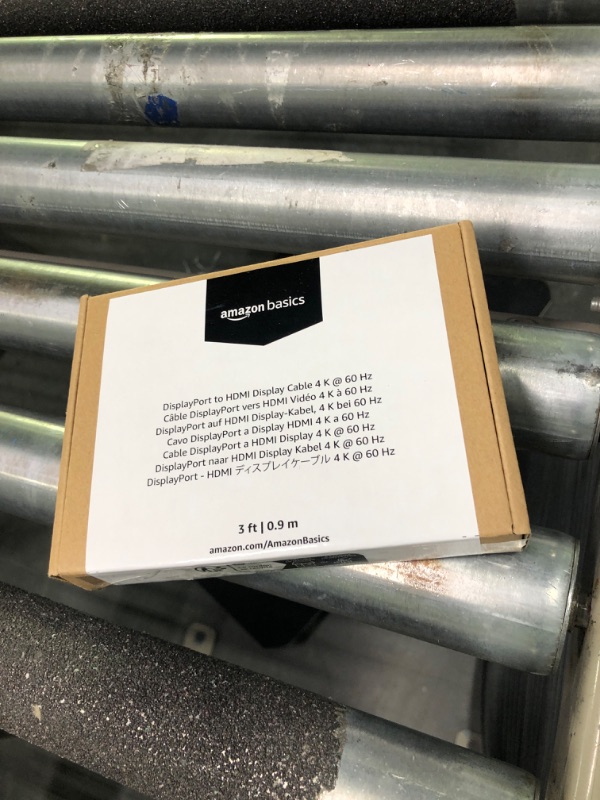 amazon basics
DisplayPort to HDMI Display Cable 4 K @ 60 Hz
Câble DisplayPort vers HDMI Vidéo 4 K à 60 Hz
DisplayPort auf HDMI Display-Kabel, 4 K bei 60 Hz
Cavo DisplayPort a Display HDMI 4 K a 60 Hz
Cable DisplayPort a HDMI Display 4 K @ 60 Hz
DisplayPort naar HDMI Display Kabel 4 K @ 60 Hz
DisplayPort - HDMI ディスプレイケーブル 4 K @ 60 Hz
3 ft | 0.9 m
amazon.com/AmazonBasics